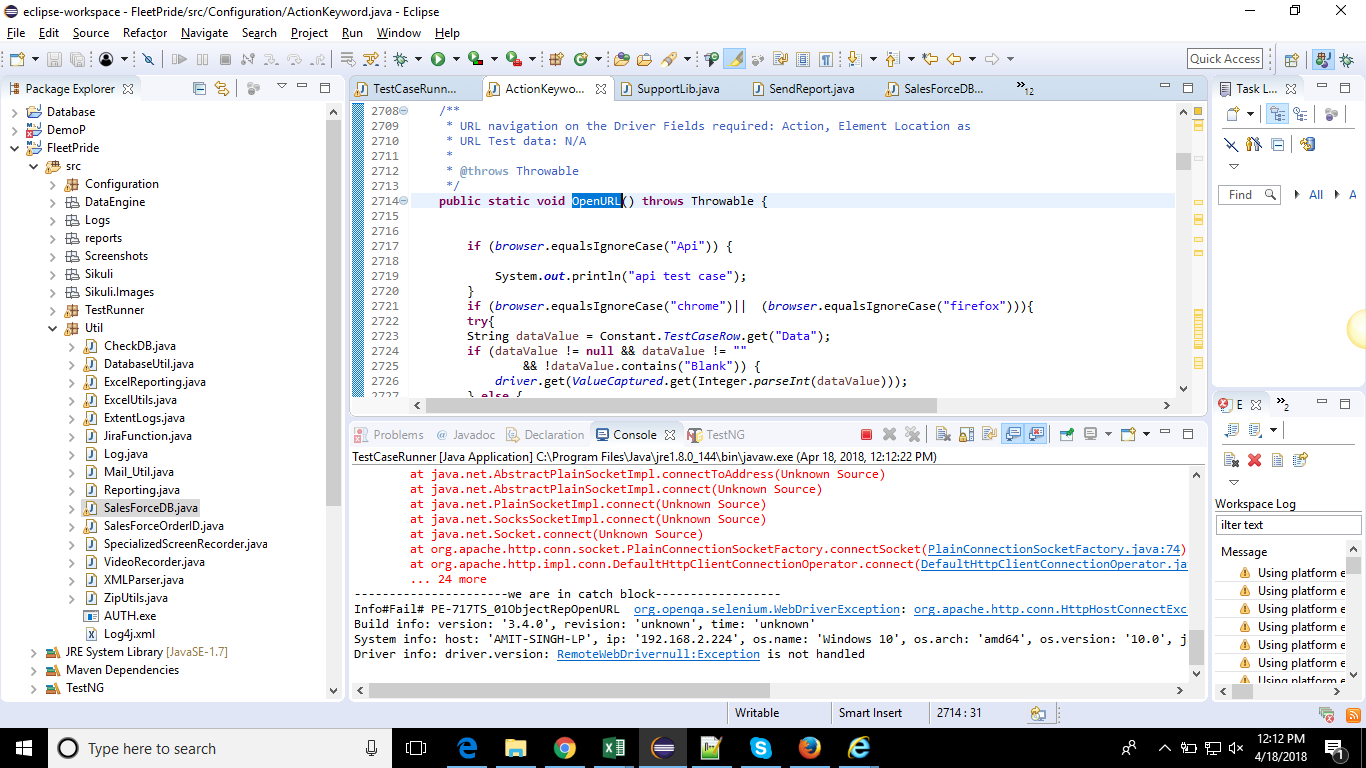 eclipse-workspace - FleetPride/src/Configuration/ActionKeyword.java - Eclipse
File Edit Source Refactor Navigate Search Project Run Window Help
Quick Access
Package Explorer
Database
DemoP
FleetPride
src
Configuration
DataEngine
Logs
reports
Screenshots
Sikuli
Sikuli.Images
TestRunner
Util
CheckDB.java
DatabaseUtil.java
ExcelReporting.java
ExcelUtils.java
ExtentLogs.java
JiraFunction.java
Log.java
Mail_Util.java
Reporting.java
SalesForceDB.java
SalesForceOrderID.java
SpecializedScreenRecorder.java
VideoRecorder.java
XMLParser.java
ZipUtils.java
AUTH.exe
Log4j.xml
JRE System Library [JavaSE-1.7]
Maven Dependencies
TestNG
TestCaseRunn... ActionKeywo... SupportLib.java SendReport.java SalesForceDB... 12
2708 /**
2709 * URL navigation on the Driver Fields required: Action, Element Location as
2710 * URL Test data: N/A
2711 *
2712 * @throws Throwable
2713 */
2714 public static void OpenURL() throws Throwable {
2715
2716
2717 if (browser.equalsIgnoreCase("Api")) {
2718
2719 System.out.println("api test case");
2720 }
2721 if (browser.equalsIgnoreCase("chrome")|| (browser.equalsIgnoreCase("firefox"))){
2722 try{
2723 String dataValue = Constant.TestCaseRow.get("Data");
2724 if (dataValue != null && dataValue != ""
2725 && !dataValue.contains("Blank")) {
2726 driver.get(ValueCaptured.get(Integer.parseInt(dataValue)));
2727 } else {
Problems @ Javadoc Declaration Console TestNG
TestCaseRunner [Java Application] C:\Program Files\Java\jre1.8.0_144\bin\javaw.exe (Apr 18, 2018, 12:12:22 PM)
at java.net.AbstractPlainSocketImpl.connectToAddress(Unknown Source)
at java.net.AbstractPlainSocketImpl.connect(Unknown Source)
at java.net.PlainSocketImpl.connect(Unknown Source)
at java.net.SocksSocketImpl.connect(Unknown Source)
at java.net.Socket.connect(Unknown Source)
at org.apache.http.conn.socket.PlainConnectionSocketFactory.connectSocket(PlainConnectionSocketFactory.java:74)
at org.apache.http.impl.conn.DefaultHttpClientConnectionOperator.connect(DefaultHttpClientConnectionOperator.ja
... 24 more
----------------------we are in catch block------------------
Info#Fail# PE-717TS_01ObjectRepOpenURL org.openqa.selenium.WebDriverException: org.apache.http.conn.HttpHostConnectExc
Build info: version: '3.4.0', revision: 'unknown', time: 'unknown'
System info: host: 'AMIT-SINGH-LP', ip: '192.168.2.224', os.name: 'Windows 10', os.arch: 'amd64', os.version: '10.0', j
Driver info: driver.version: RemoteWebDrivernull:Exception is not handled
Task L...
Find All A
E 2
Workspace Log
ilter text
Message
Using platform e
Using platform e
Using platform e
Using platform e
Using platform e
Using platform e
Using platform e
Writable Smart Insert 2714 : 31
Type here to search
12:12 PM
4/18/2018
1